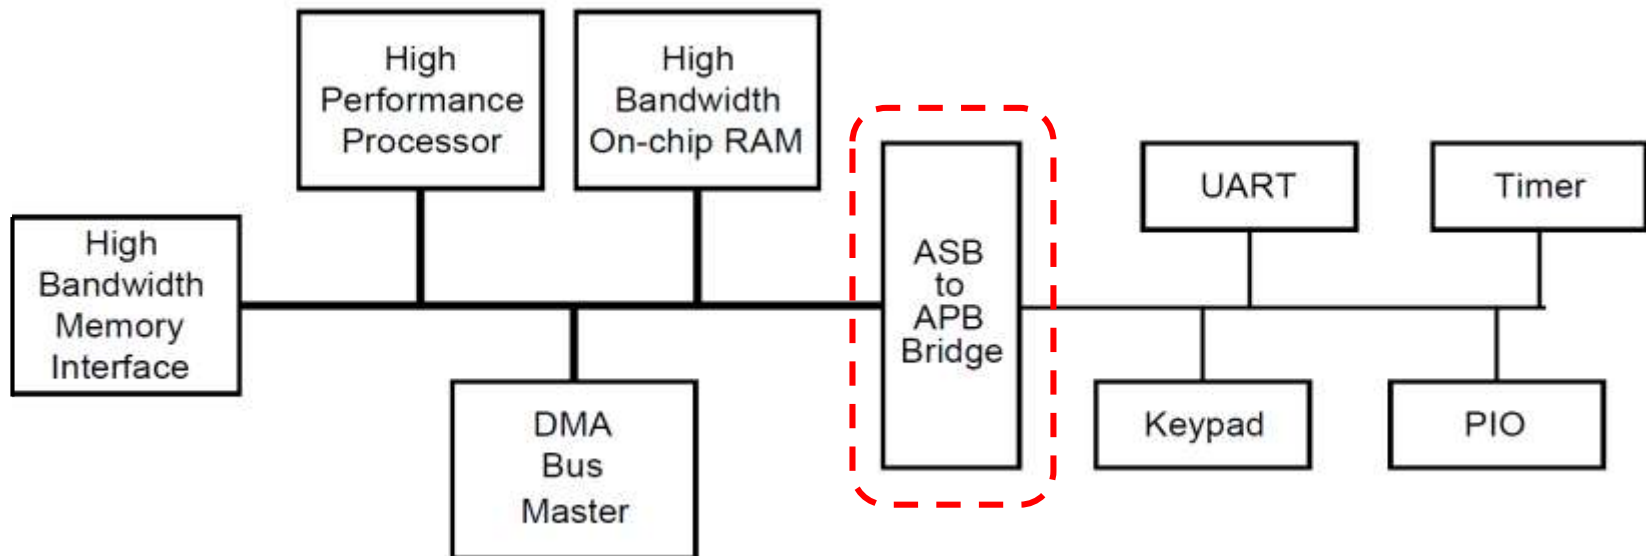 High
Performance
Processor
High
Bandwidth
On-chip RAM
High
Bandwidth
Memory
Interface
DMA
Bus
Master
ASB
to
APB
Bridge
UART
Timer
Keypad
PIO